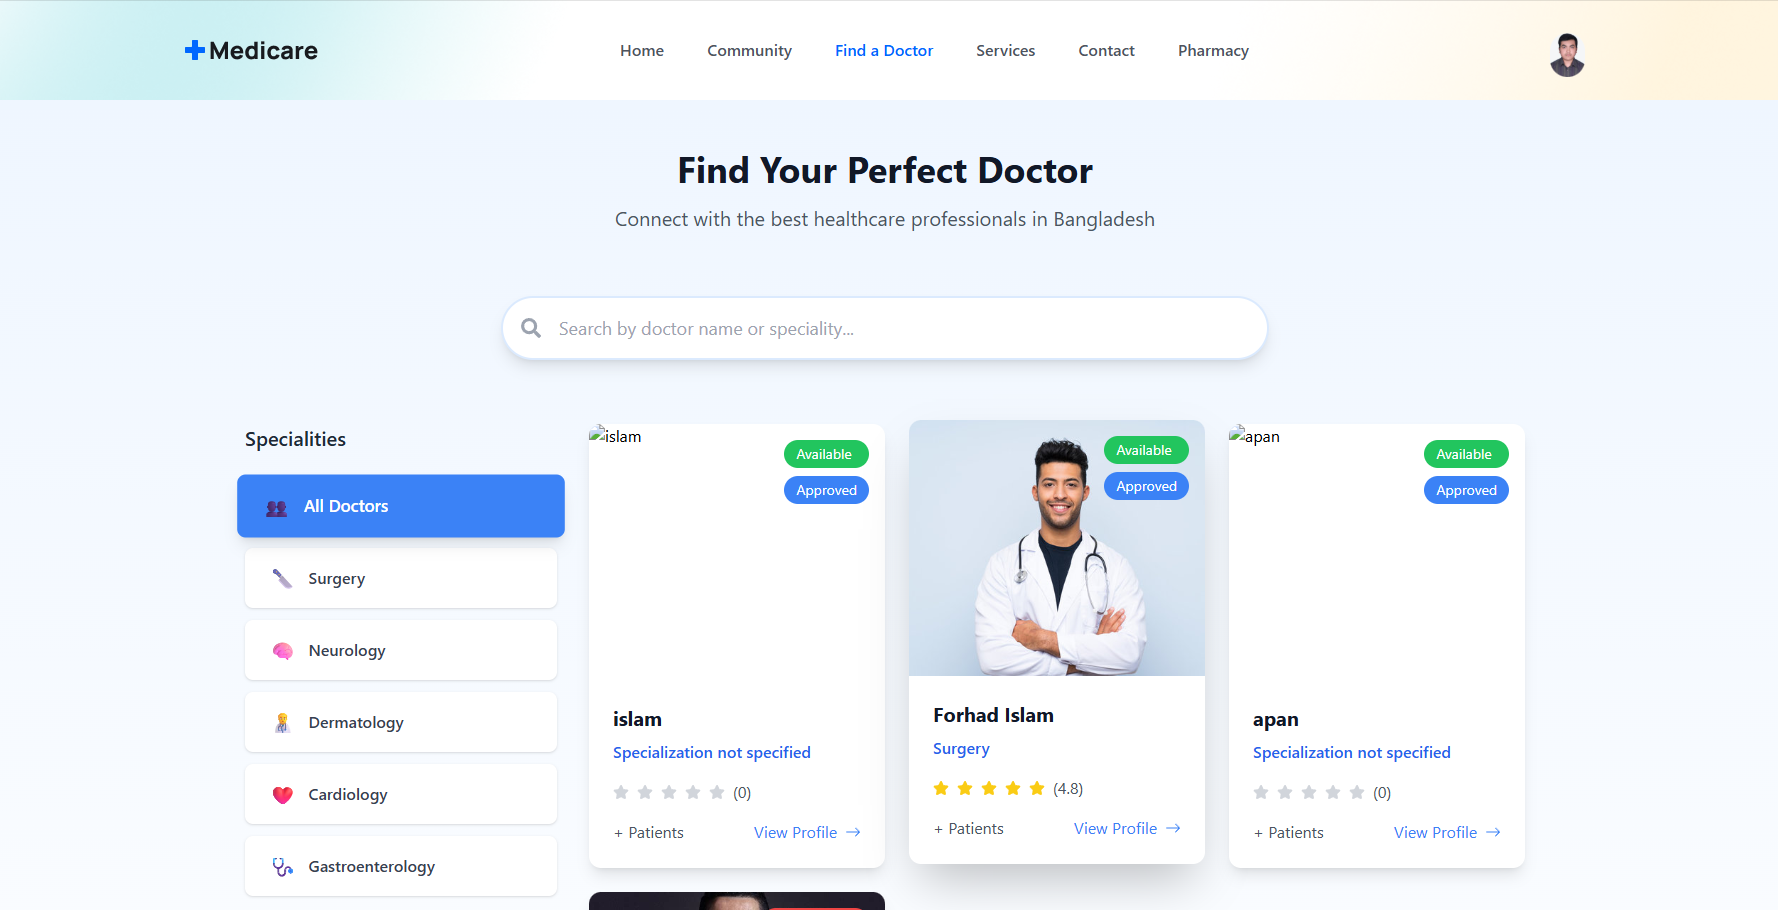 Medicare
Home Community Find a Doctor Services Contact Pharmacy
Find Your Perfect Doctor
Connect with the best healthcare professionals in Bangladesh
Search by doctor name or speciality...
Specialities
All Doctors
Surgery
Neurology
Dermatology
Cardiology
Gastroenterology
islam
Available
Approved
islam
Specialization not specified
(0)
+ Patients View Profile →
Available
Approved
Forhad Islam
Surgery
(4.8)
+ Patients View Profile →
apan
Available
Approved
apan
Specialization not specified
(0)
+ Patients View Profile →